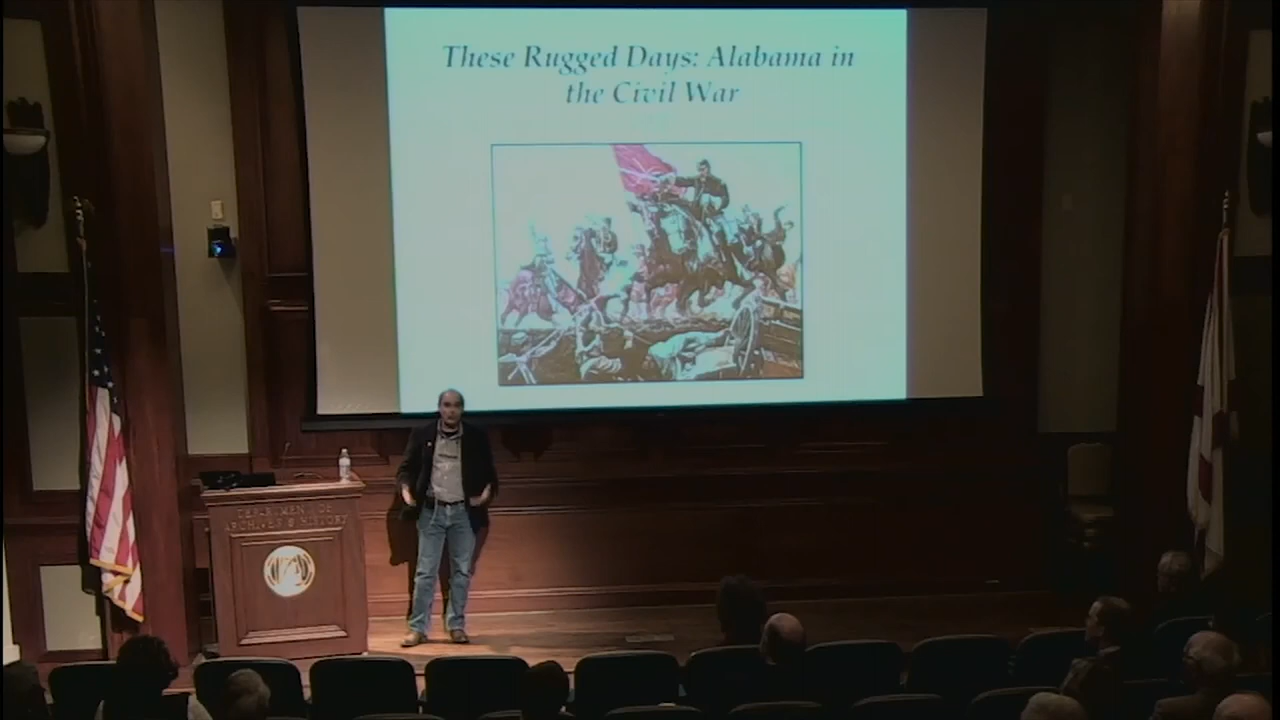 These Rugged Days: Alabama in
the Civil War
DEPARTMENT OF
ARCHIVES & HISTORY